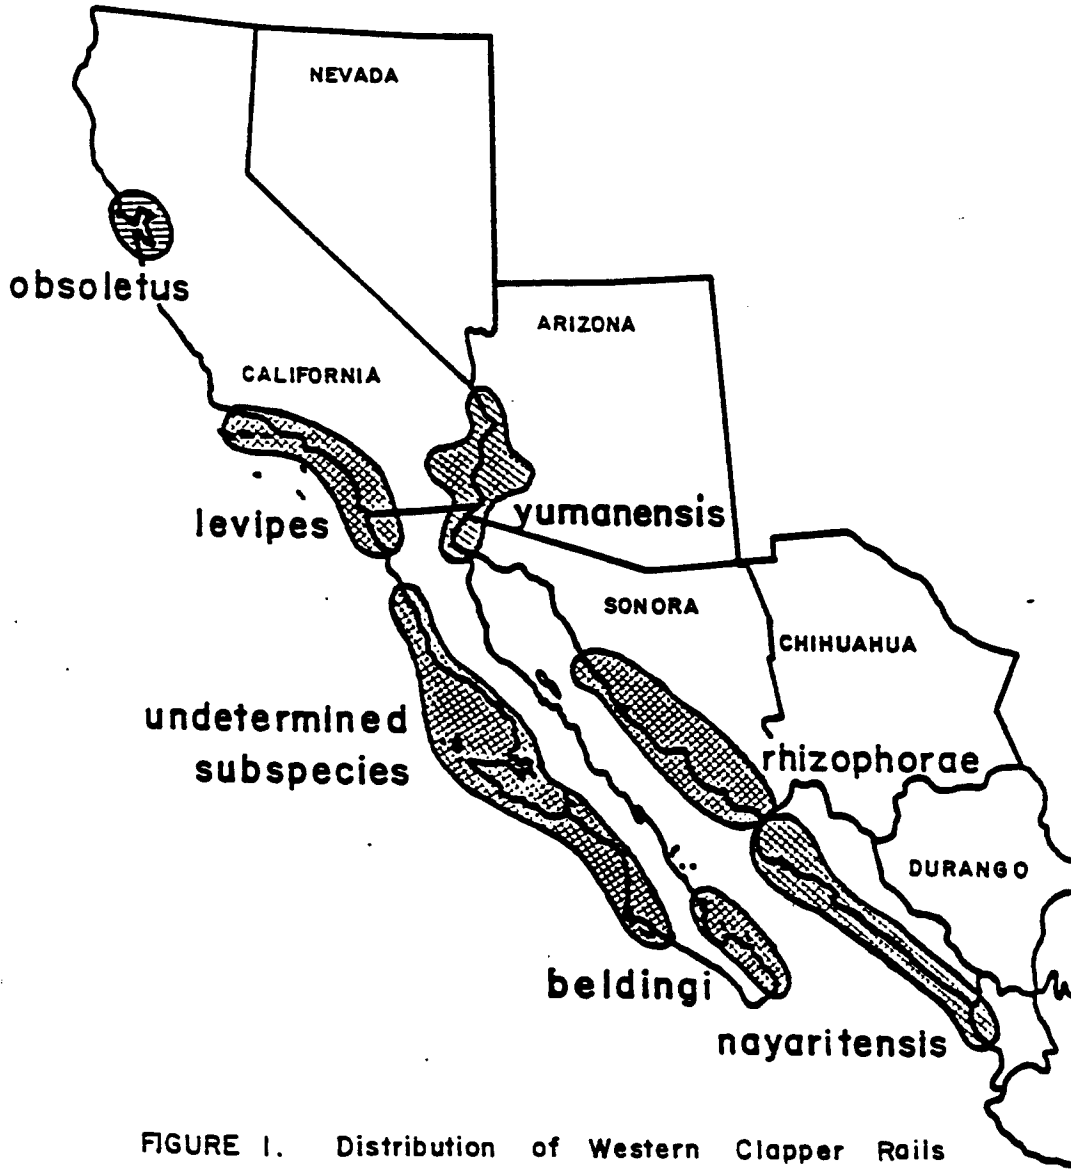 NEVADA
obsoletus
ARIZONA
CALIFORNIA
levipes
yumanensis
SONORA
CHIHUAHUA
undetermined
subspecies
rhizophorae
DURANGO
beldingi
nayaritensis
FIGURE 1. Distribution of Western Clapper Rails